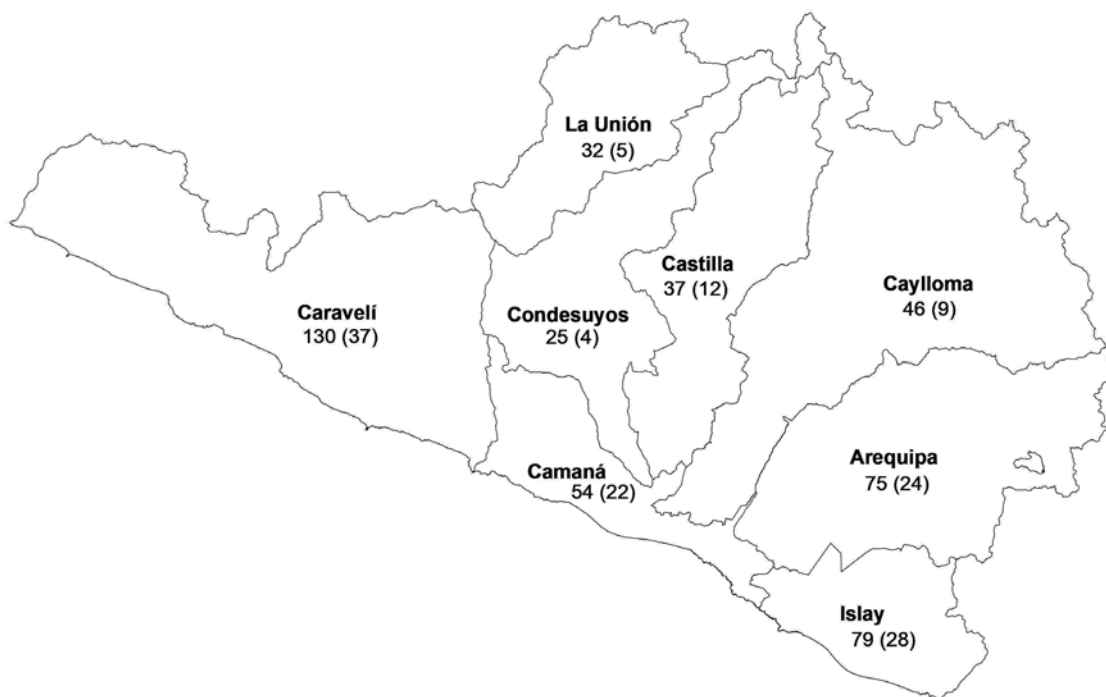 La Unión
32 (5)
Castilla
37 (12)
Caylloma
46 (9)
Caravelí
130 (37)
Condesuyos
25 (4)
Camaná
54 (22)
Arequipa
75 (24)
Islay
79 (28)